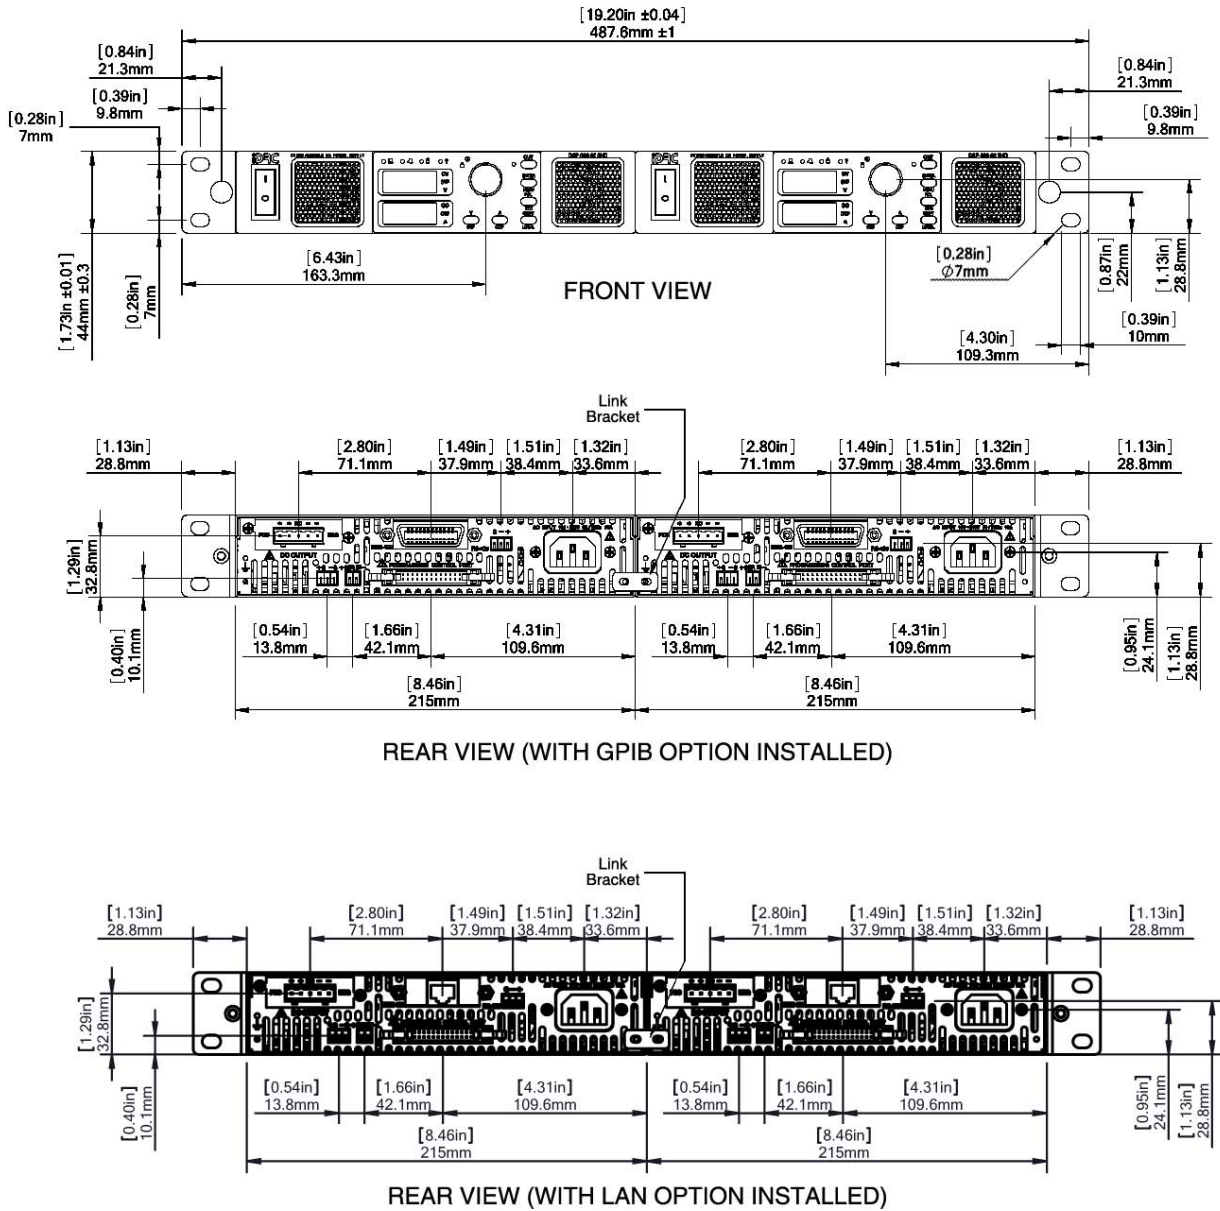 [19.20in ±0.04]
487.6mm ±1
[0.84in]
21.3mm
[0.84in]
21.3mm
[0.39in]
9.8mm
[0.39in]
9.8mm
[0.28in]
7mm
[1.73in ±0.01]
44mm ±0.3
[0.28in]
7mm
[6.43in]
163.3mm
FRONT VIEW
[0.28in]
∅7mm
[0.87in]
22mm
[1.13in]
28.8mm
[0.39in]
10mm
[4.30in]
109.3mm
Link
Bracket
[1.13in]
28.8mm
[2.80in]
71.1mm
[1.49in]
37.9mm
[1.51in]
38.4mm
[1.32in]
33.6mm
[2.80in]
71.1mm
[1.49in]
37.9mm
[1.51in]
38.4mm
[1.32in]
33.6mm
[1.13in]
28.8mm
DC OUTPUT
[1.29in]
32.8mm
[0.40in]
10.1mm
[0.54in]
13.8mm
[1.66in]
42.1mm
[4.31in]
109.6mm
[0.54in]
13.8mm
[1.66in]
42.1mm
[4.31in]
109.6mm
[0.95in]
24.1mm
[1.13in]
28.8mm
[8.46in]
215mm
[8.46in]
215mm
REAR VIEW (WITH GPIB OPTION INSTALLED)
Link
Bracket
[1.13in]
28.8mm
[2.80in]
71.1mm
[1.49in]
37.9mm
[1.51in]
38.4mm
[1.32in]
33.6mm
[2.80in]
71.1mm
[1.49in]
37.9mm
[1.51in]
38.4mm
[1.32in]
33.6mm
[1.13in]
28.8mm
[1.29in]
32.8mm
[0.40in]
10.1mm
[0.54in]
13.8mm
[1.66in]
42.1mm
[4.31in]
109.6mm
[0.54in]
13.8mm
[1.66in]
42.1mm
[4.31in]
109.6mm
[0.95in]
24.1mm
[1.13in]
28.8mm
[8.46in]
215mm
[8.46in]
215mm
REAR VIEW (WITH LAN OPTION INSTALLED)